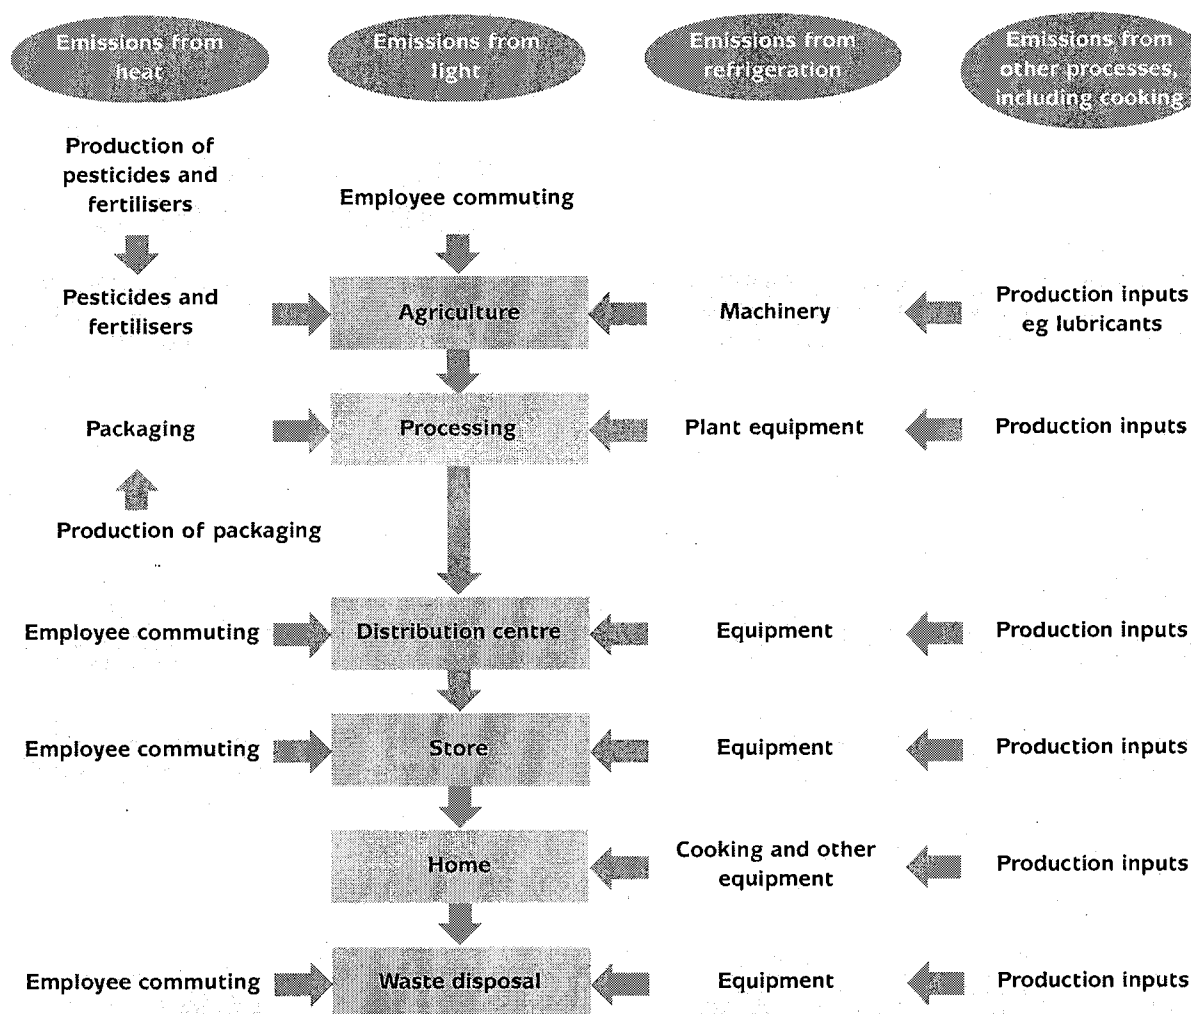 Emissions from
heat
Emissions from
light
Emissions from
refrigeration
Emissions from
other processes,
including cooking
Production of
pesticides and
fertilisers
Employee commuting
Pesticides and
fertilisers
Agriculture
Machinery
Production inputs
eg lubricants
Packaging
Processing
Plant equipment
Production inputs
Production of packaging
Employee commuting
Distribution centre
Equipment
Production inputs
Employee commuting
Store
Equipment
Production inputs
Home
Cooking and other
equipment
Production inputs
Employee commuting
Waste disposal
Equipment
Production inputs